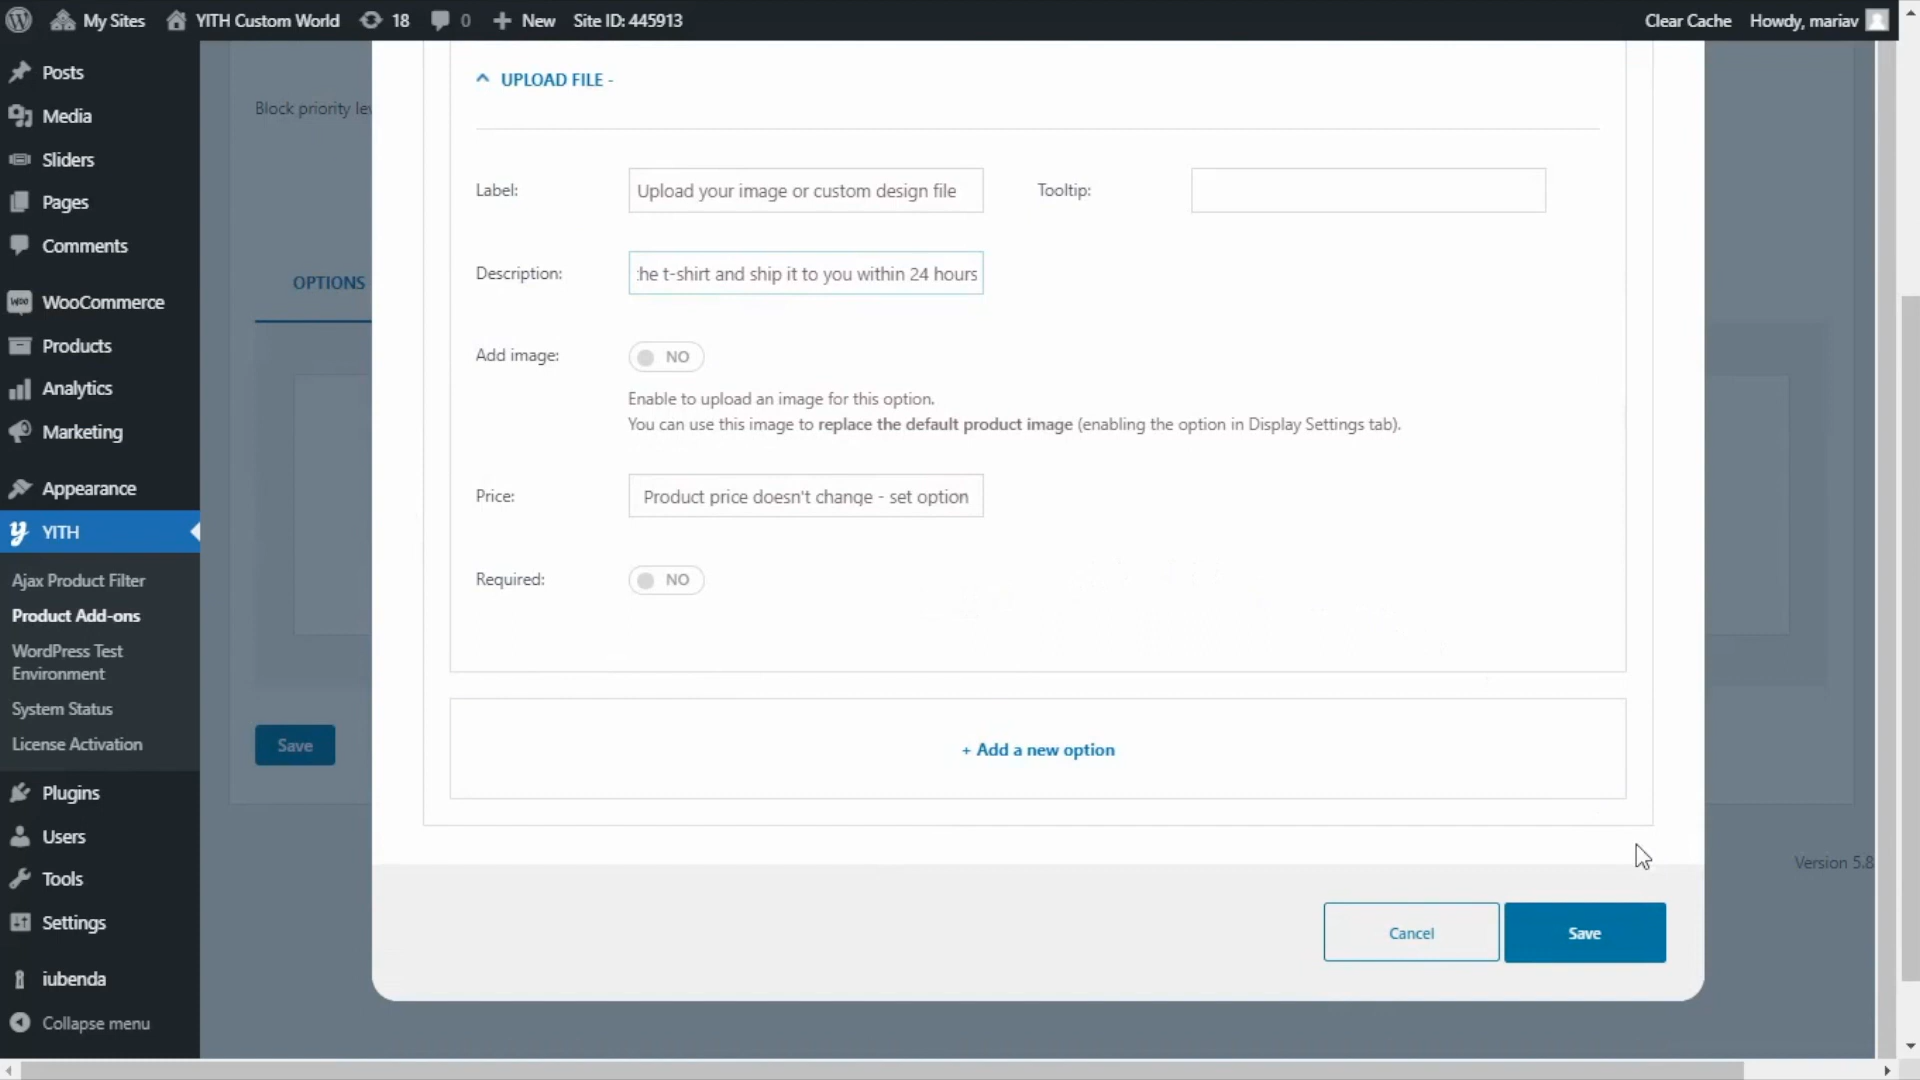 My Sites
YITH Custom World
18
0
New
Site ID: 445913
Clear Cache
Howdy, mariav
Posts
Media
Sliders
Pages
Comments
WooCommerce
Products
Analytics
Marketing
Appearance
YITH
Ajax Product Filter
Product Add-ons
WordPress Test
Environment
System Status
License Activation
Plugins
Users
Tools
Settings
iubenda
Collapse menu
Block priority lev
OPTIONS
Save
UPLOAD FILE -
Label:
Upload your image or custom design file
Tooltip:
Description:
he t-shirt and ship it to you within 24 hours
Add image:
NO
Enable to upload an image for this option.
You can use this image to replace the default product image (enabling the option in Display Settings tab).
Price:
Product price doesn't change - set option
Required:
NO
+ Add a new option
Cancel
Save
Version 5.8